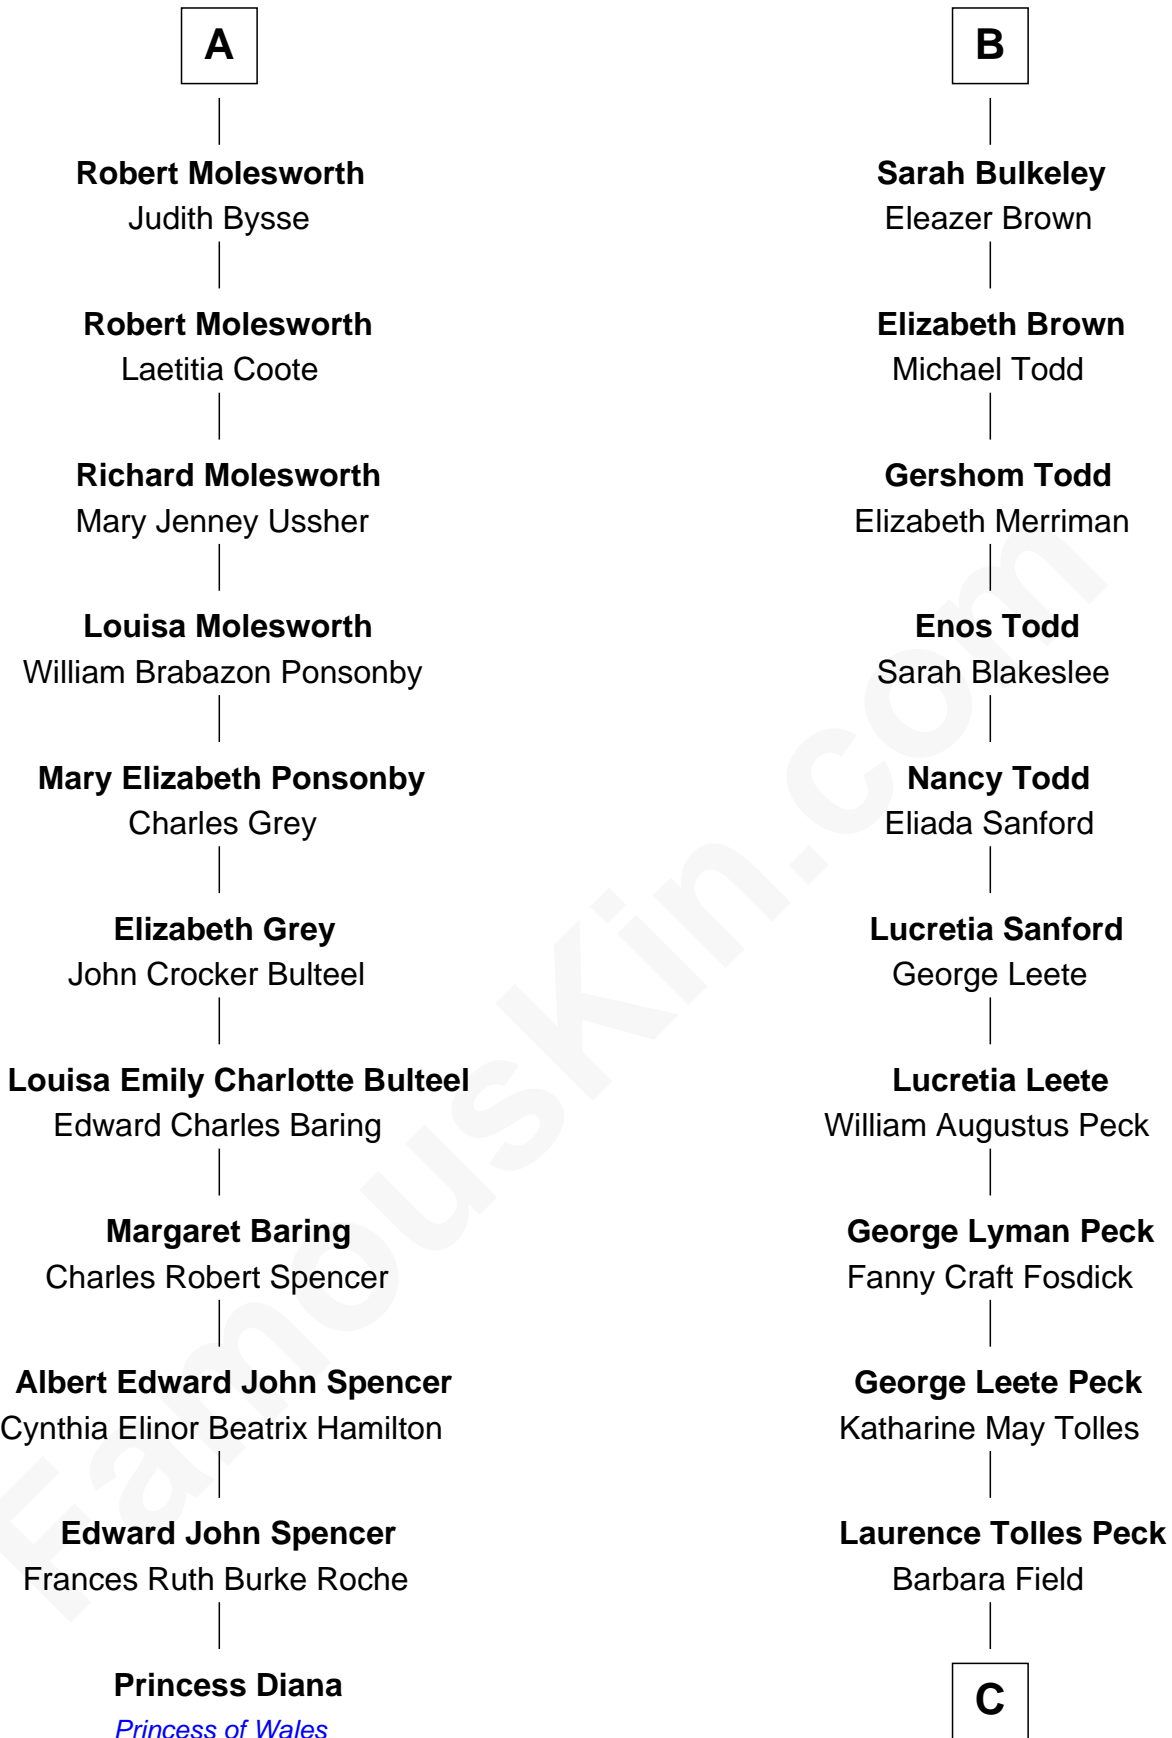 A
Robert Molesworth
Judith Bysse
Robert Molesworth
Laetitia Coote
Richard Molesworth
Mary Jenney Ussher
Louisa Molesworth
William Brabazon Ponsonby
Mary Elizabeth Ponsonby
Charles Grey
Elizabeth Grey
John Crocker Bulteel
Louisa Emily Charlotte Bulteel
Edward Charles Baring
Margaret Baring
Charles Robert Spencer
Albert Edward John Spencer
Cynthia Elinor Beatrix Hamilton
Edward John Spencer
Frances Ruth Burke Roche
Princess Diana
Princess of Wales
B
Sarah Bulkeley
Eleazer Brown
Elizabeth Brown
Michael Todd
Gershom Todd
Elizabeth Merriman
Enos Todd
Sarah Blakeslee
Nancy Todd
Eliada Sanford
Lucretia Sanford
George Leete
Lucretia Leete
William Augustus Peck
George Lyman Peck
Fanny Craft Fosdick
George Leete Peck
Katharine May Tolles
Laurence Tolles Peck
Barbara Field
C
FamousKin.com